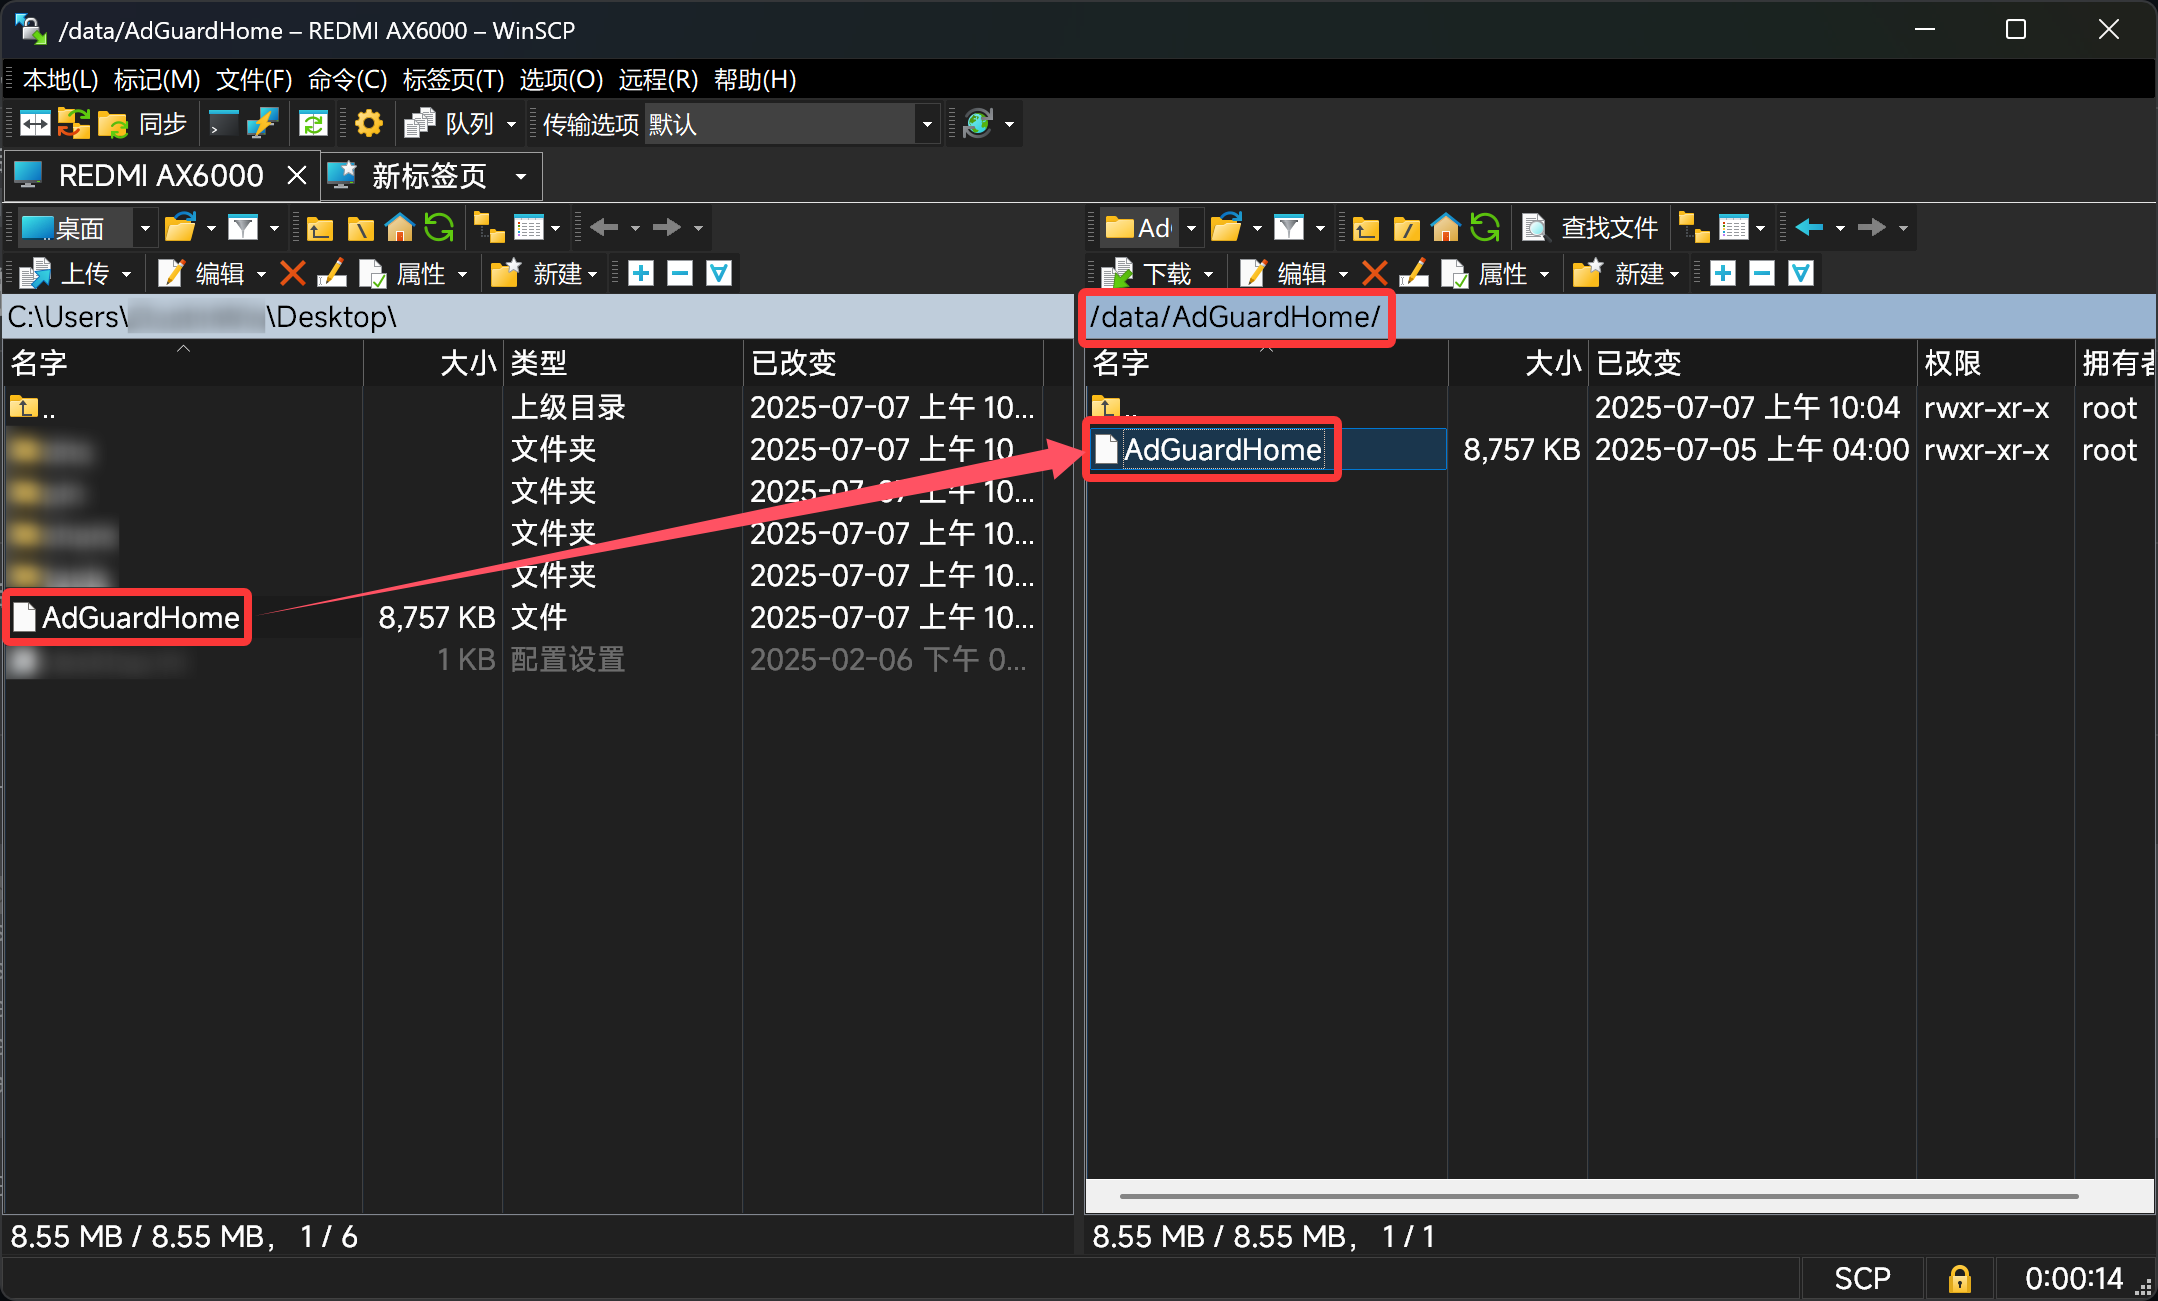 /data/AdGuardHome – REDMI AX6000 – WinSCP
本地(L) 标记(M) 文件(F) 命令(C) 标签页(T) 选项(O) 远程(R) 帮助(H)
同步 队列 传输选项 默认
REDMI AX6000 新标签页
桌面
上传 编辑 属性 新建
C:\Users\ \Desktop\
名字 大小 类型 已改变
.. 上级目录 2025-07-07 上午 10...
文件夹 2025-07-07 上午 10
文件夹 2025-07-07 上午 10...
文件夹 2025-07-07 上午 10...
文件夹 2025-07-07 上午 10...
AdGuardHome 8,757 KB 文件 2025-07-07 上午 10...
1 KB 配置设置 2025-02-06 下午 0...
8.55 MB / 8.55 MB， 1 / 6
Ad 查找文件
下载 编辑 属性 新建
/data/AdGuardHome/
名字 大小 已改变 权限 拥有者
.. 2025-07-07 上午 10:04 rwxr-xr-x root
AdGuardHome 8,757 KB 2025-07-05 上午 04:00 rwxr-xr-x root
8.55 MB / 8.55 MB， 1 / 1
SCP 0:00:14